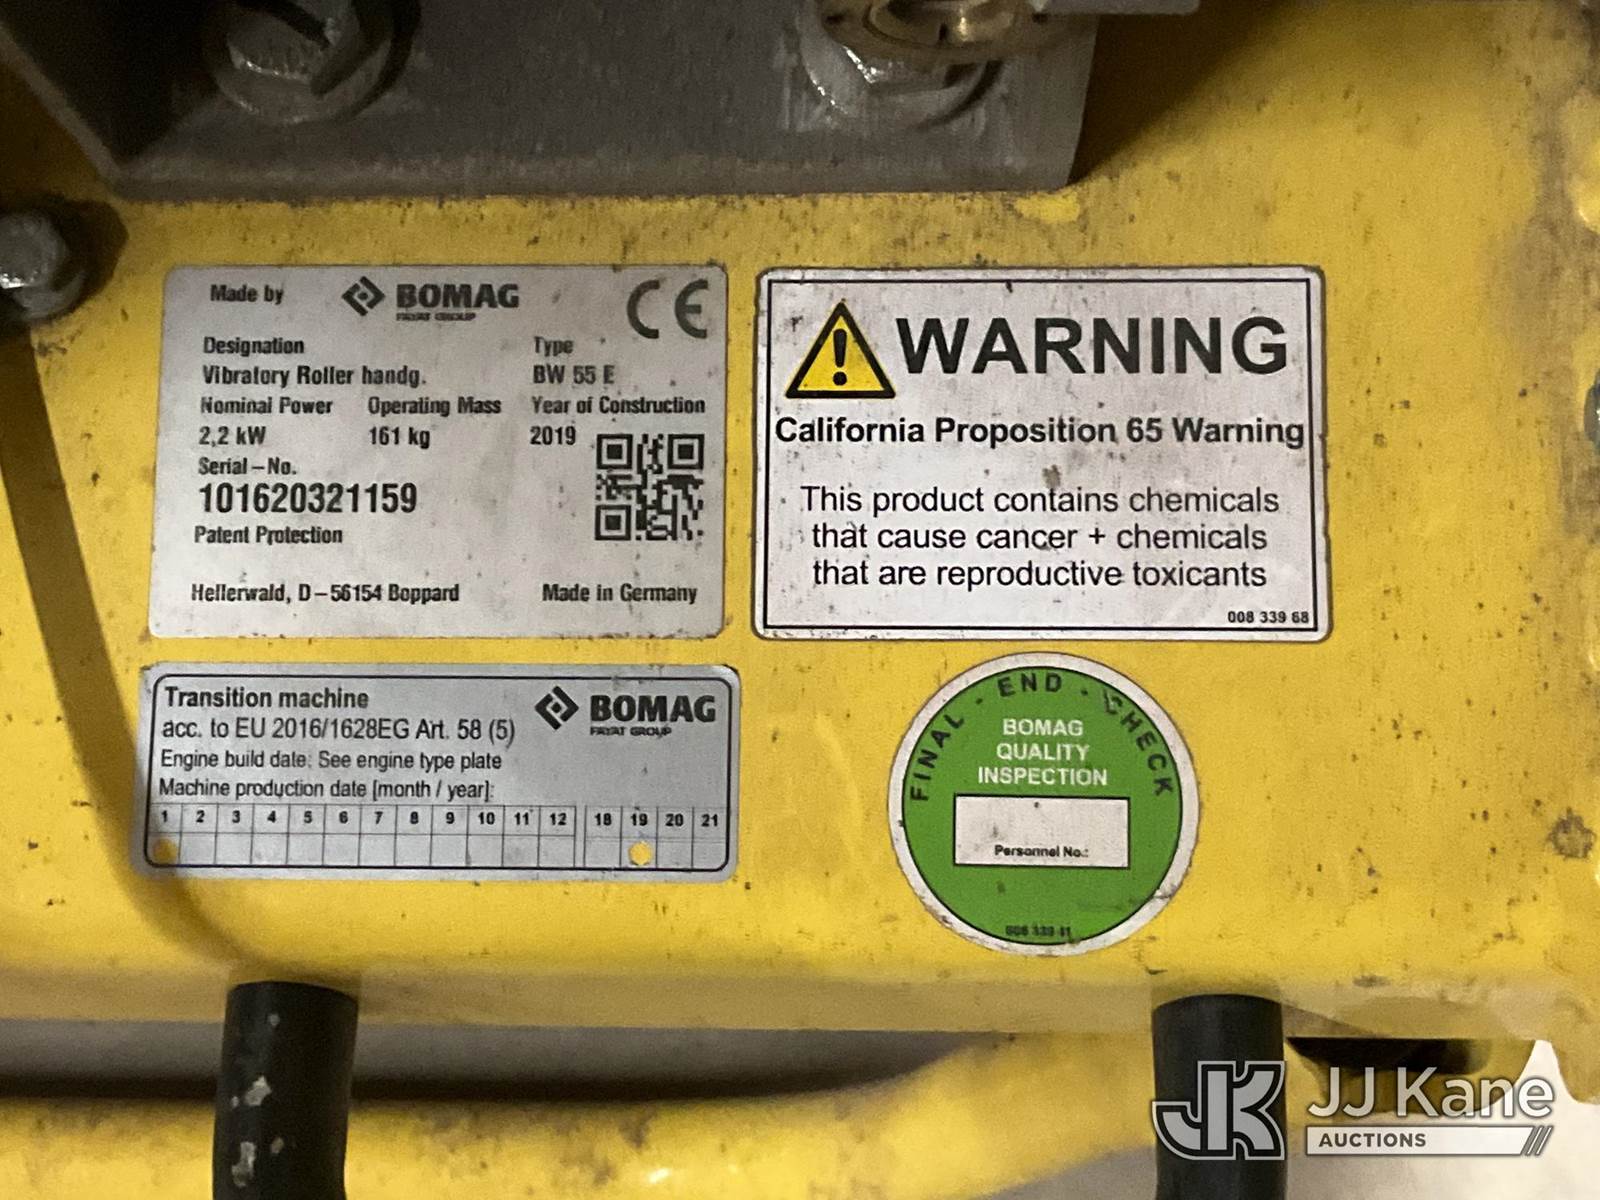 Made by BOMAG CE
FAYAT GROUP
Designation Type
Vibratory Roller handg. BW 55 E
Nominal Power Operating Mass Year of Construction
2,2 kW 161 kg 2019
Serial-No.
101620321159
Patent Protection
Hellerwald, D-56154 Boppard Made in Germany
WARNING
California Proposition 65 Warning
This product contains chemicals
that cause cancer + chemicals
that are reproductive toxicants
008 339 68
Transition machine BOMAG
acc. to EU 2016/1628EG Art. 58 (5) FAYAT GROUP
Engine build date: See engine type plate
Machine production date [month / year]:
1 2 3 4 5 6 7 8 9 10 11 12 18 19 20 21
FINAL - END - CHECK
BOMAG
QUALITY
INSPECTION
Personnel No.:
JK JJ Kane
AUCTIONS